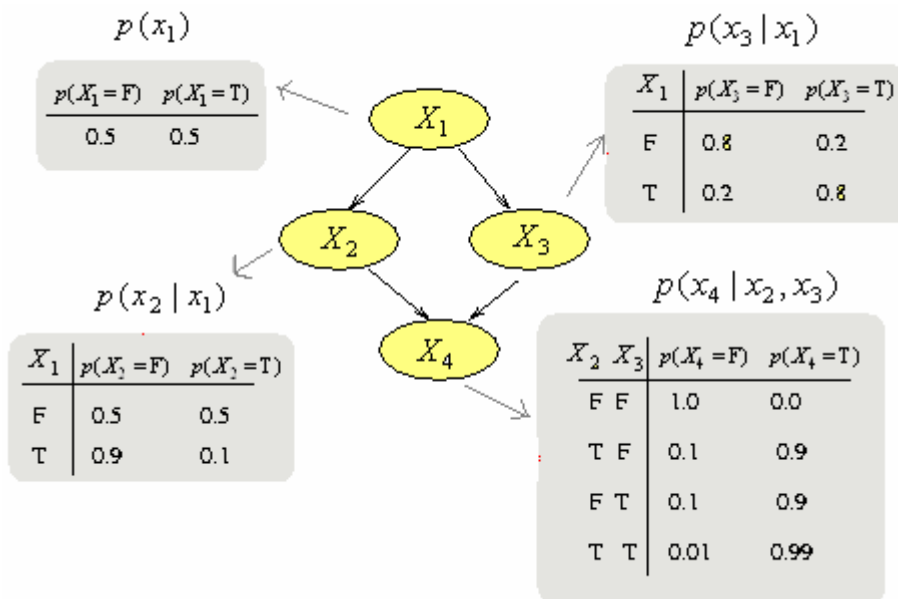 p(x₁)
p(X₁=F) p(X₁=T)
0.5 0.5
p(x₃|x₁)
X₁ p(X₃=F) p(X₃=T)
F 0.8 0.2
T 0.2 0.8
X₁
X₂
X₃
X₄
p(x₂|x₁)
X₁ p(X₂=F) p(X₂=T)
F 0.5 0.5
T 0.9 0.1
p(x₄|x₂,x₃)
X₂ X₃ p(X₄=F) p(X₄=T)
F F 1.0 0.0
T F 0.1 0.9
F T 0.1 0.9
T T 0.01 0.99